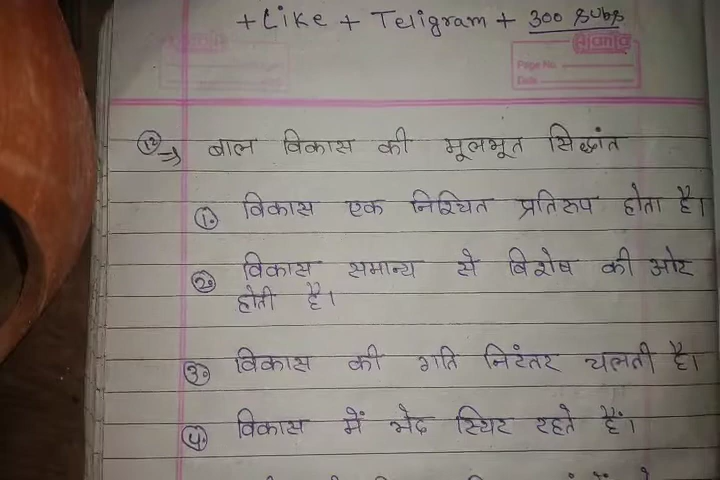 + Like + Teligram + 300 subs
Ajanta
Page No.
Date
12 ⇒ बाल विकास की मूलभूत सिद्धांत
1. विकास एक निश्चित प्रतिरुप होता है।
2. विकास समान्य से विशेष की ओर
होती है।
3. विकास की गति निरंतर चलती है।
4. विकास में भेद स्थिर रहते हैं।